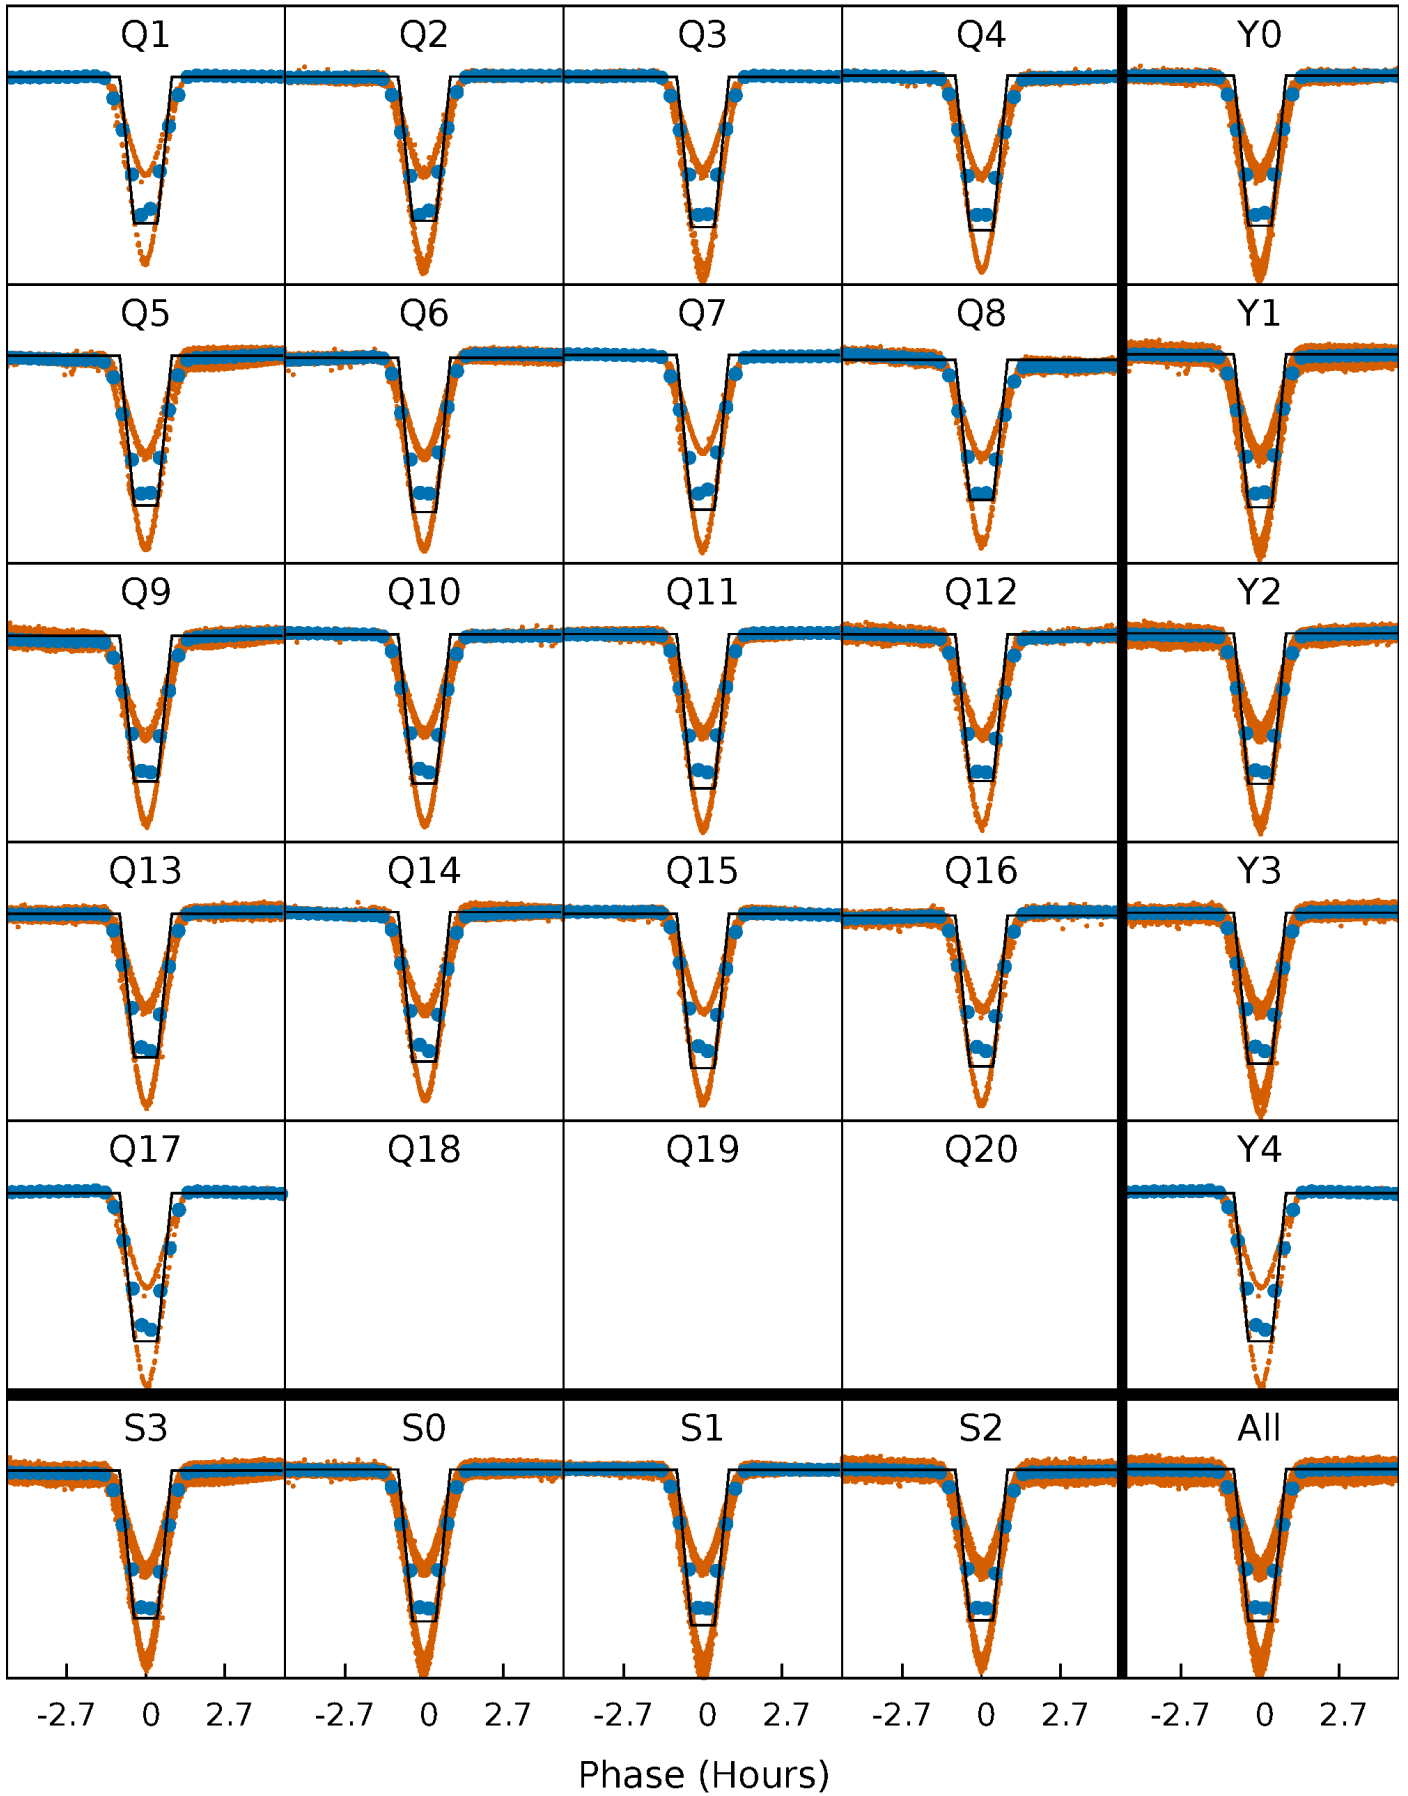 Q1 Q2 Q3 Q4 Y0
Q5 Q6 Q7 Q8 Y1
Q9 Q10 Q11 Q12 Y2
Q13 Q14 Q15 Q16 Y3
Q17 Q18 Q19 Q20 Y4
S3 S0 S1 S2 All
-2.7 0 2.7 -2.7 0 2.7 -2.7 0 2.7 -2.7 0 2.7 -2.7 0 2.7
Phase (Hours)